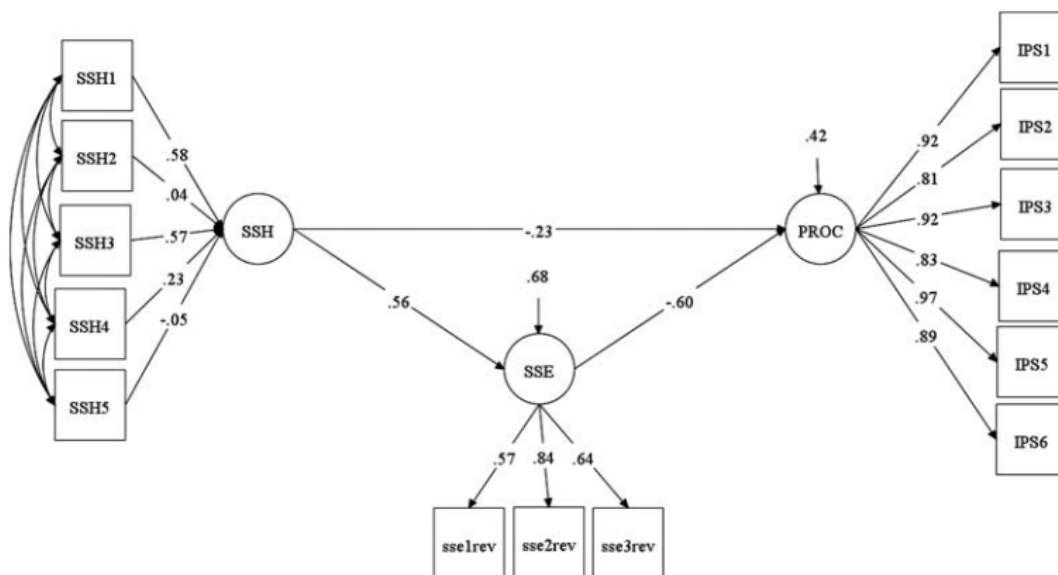 SSH1
SSH2
SSH3
SSH4
SSH5
.58
.04
.57
.23
-.05
SSH
-.23
.56
.68
SSE
-.60
.57
.84
.64
sse1rev
sse2rev
sse3rev
.42
PROC
.92
.81
.92
.83
.97
.89
IPS1
IPS2
IPS3
IPS4
IPS5
IPS6